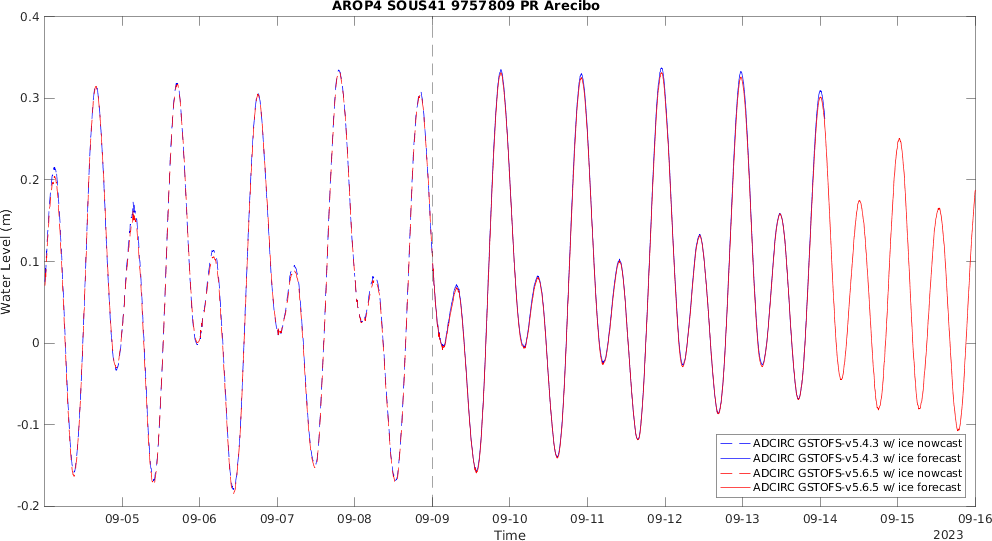 AROP4 SOUS41 9757809 PR Arecibo
0.4
0.3
0.2
0.1
0
-0.1
-0.2
Water Level (m)
ADCIRC GSTOFS-v5.4.3 w/ ice nowcast
ADCIRC GSTOFS-v5.4.3 w/ ice forecast
ADCIRC GSTOFS-v5.6.5 w/ ice nowcast
ADCIRC GSTOFS-v5.6.5 w/ ice forecast
09-05 09-06 09-07 09-08 09-09 09-10 09-11 09-12 09-13 09-14 09-15 09-16
Time
2023